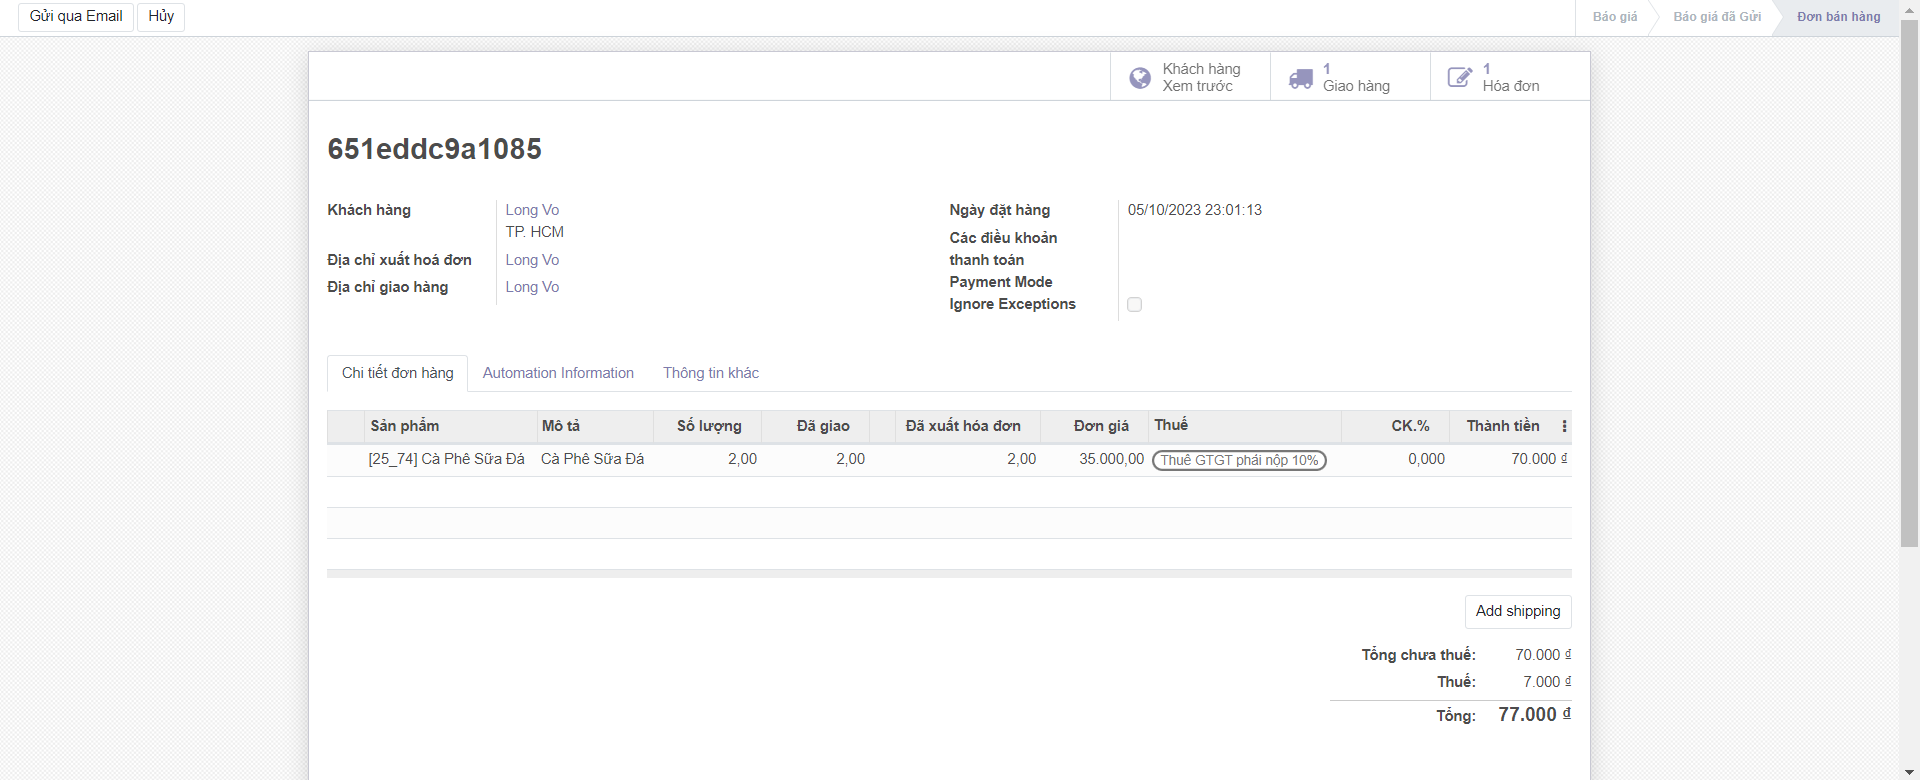 Gửi qua Email Hủy Báo giá Báo giá đã Gửi Đơn bán hàng
Khách hàng Xem trước
1 Giao hàng
1 Hóa đơn
651eddc9a1085
Khách hàng Long Vo
TP. HCM
Địa chỉ xuất hoá đơn Long Vo
Địa chỉ giao hàng Long Vo
Ngày đặt hàng 05/10/2023 23:01:13
Các điều khoản
thanh toán
Payment Mode
Ignore Exceptions
Chi tiết đơn hàng Automation Information Thông tin khác
Sản phẩm Mô tả Số lượng Đã giao Đã xuất hóa đơn Đơn giá Thuế CK.% Thành tiền
[25_74] Cà Phê Sữa Đá Cà Phê Sữa Đá 2,00 2,00 2,00 35.000,00 Thuế GTGT phải nộp 10% 0,000 70.000 ₫
Add shipping
Tổng chưa thuế: 70.000 ₫
Thuế: 7.000 ₫
Tổng: 77.000 ₫